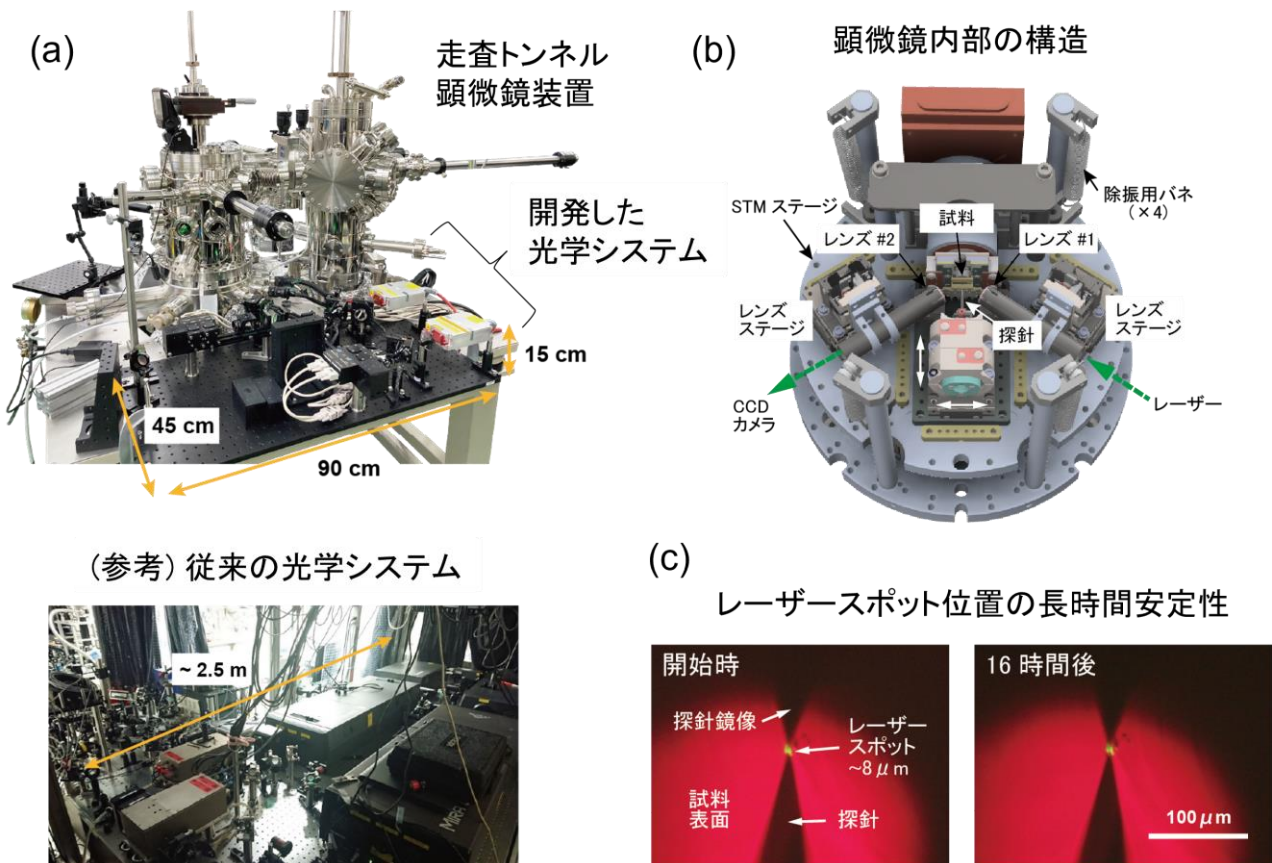 (a)
走査トンネル
顕微鏡装置
開発した
光学システム
15 cm
45 cm
90 cm
(参考) 従来の光学システム
~ 2.5 m
(b)
顕微鏡内部の構造
除振用バネ
(×4)
STM ステージ
試料
レンズ #2
レンズ #1
レンズ
ステージ
レンズ
ステージ
探針
CCD
カメラ
レーザー
(c)
レーザースポット位置の長時間安定性
開始時
探針鏡像
レーザー
スポット
~8μm
試料
表面
探針
16 時間後
100μm